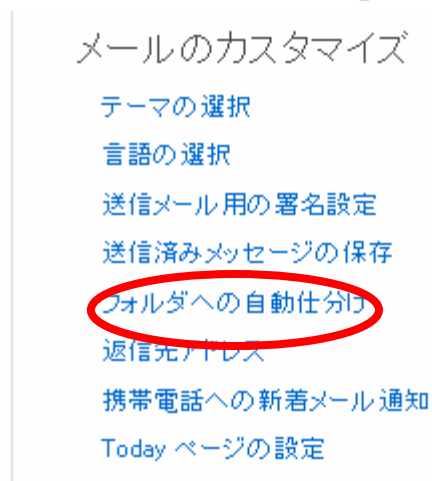 メールのカスタマイズ
テーマの選択
言語の選択
送信メール用の署名設定
送信済みメッセージの保存
フォルダへの自動仕分け
返信先アドレス
携帯電話への新着メール通知
Today ページの設定